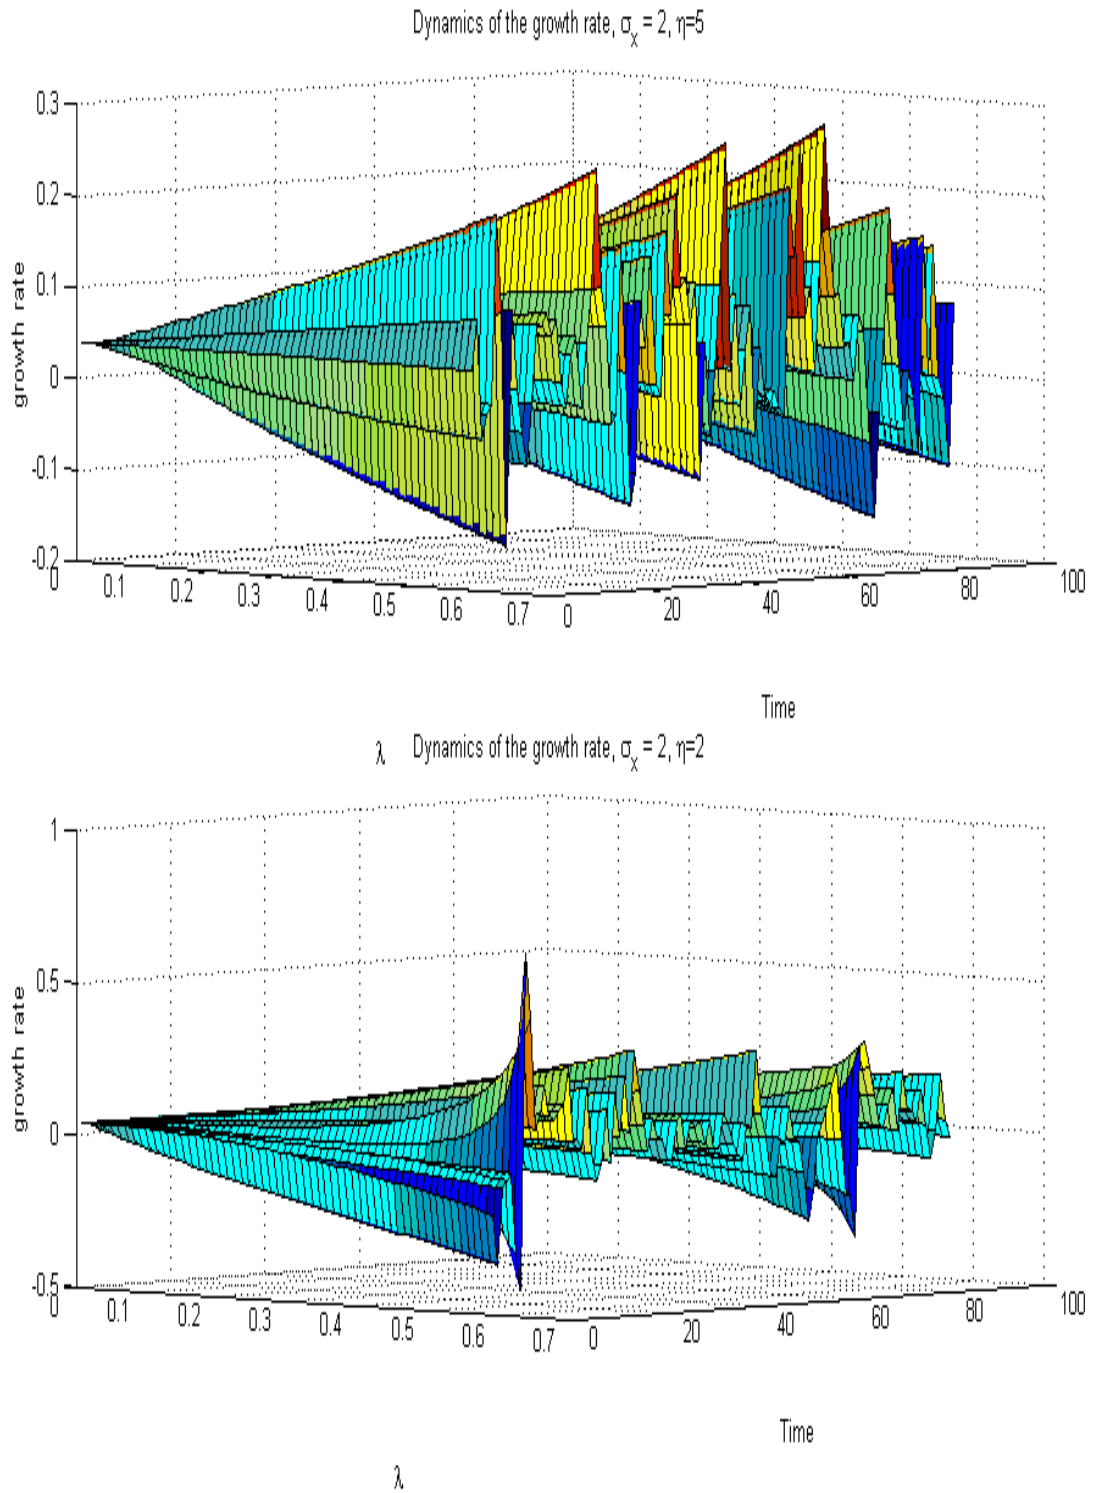 Dynamics of the growth rate, σx = 2, η=5
0.3
0.2
0.1
0
-0.1
-0.2
growth rate
0 0.1 0.2 0.3 0.4 0.5 0.6 0.7 0 20 40 60 80 100
Time
λ
Dynamics of the growth rate, σx = 2, η=2
1
0.5
0
-0.5
growth rate
0 0.1 0.2 0.3 0.4 0.5 0.6 0.7 0 20 40 60 80 100
Time
λ